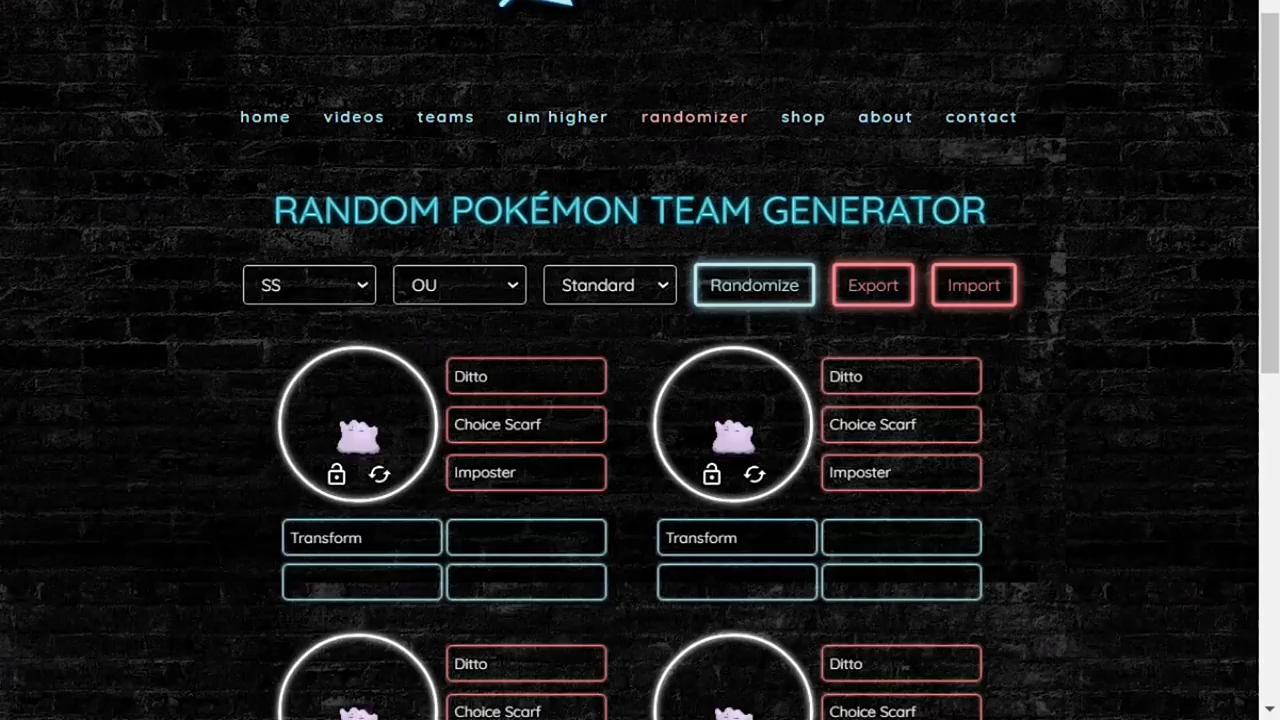 home videos teams aim higher randomizer shop about contact
RANDOM POKÉMON TEAM GENERATOR
SS OU Standard Randomize Export Import
Ditto Ditto
Choice Scarf Choice Scarf
Imposter Imposter
Transform Transform
Ditto Ditto
Choice Scarf Choice Scarf